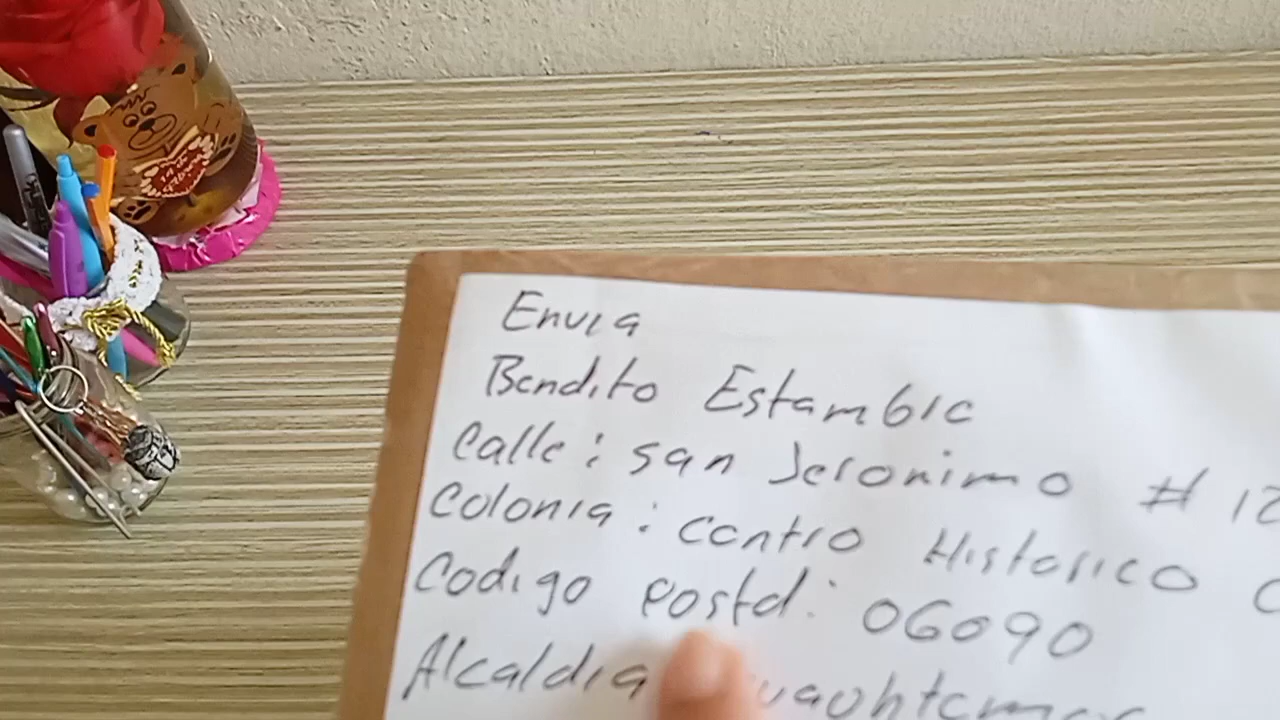 Envia
Bendito Estambre
Calle: San Jeronimo #
Colonia: Centro Historico
Codigo postal: 06090
Alcaldia